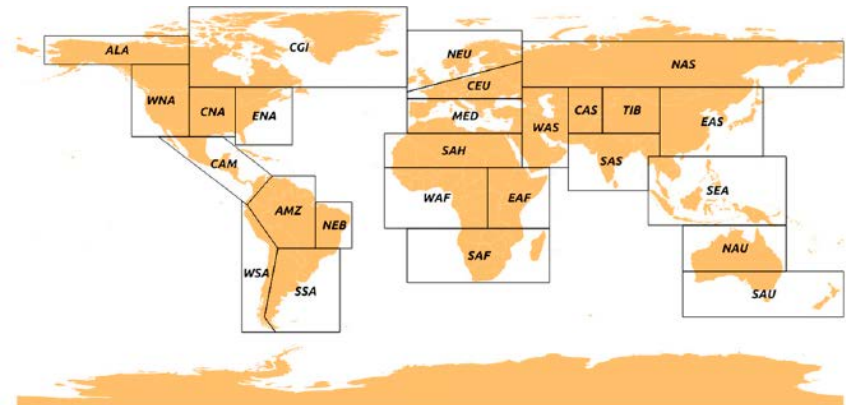 CGI
ALA
NEU
NAS
CEU
WNA
CNA
ENA
MED
WAS
CAS
TIB
EAS
SAH
SAS
CAM
SEA
WAF
EAF
AMZ
NEB
NAU
SAF
WSA
SSA
SAU